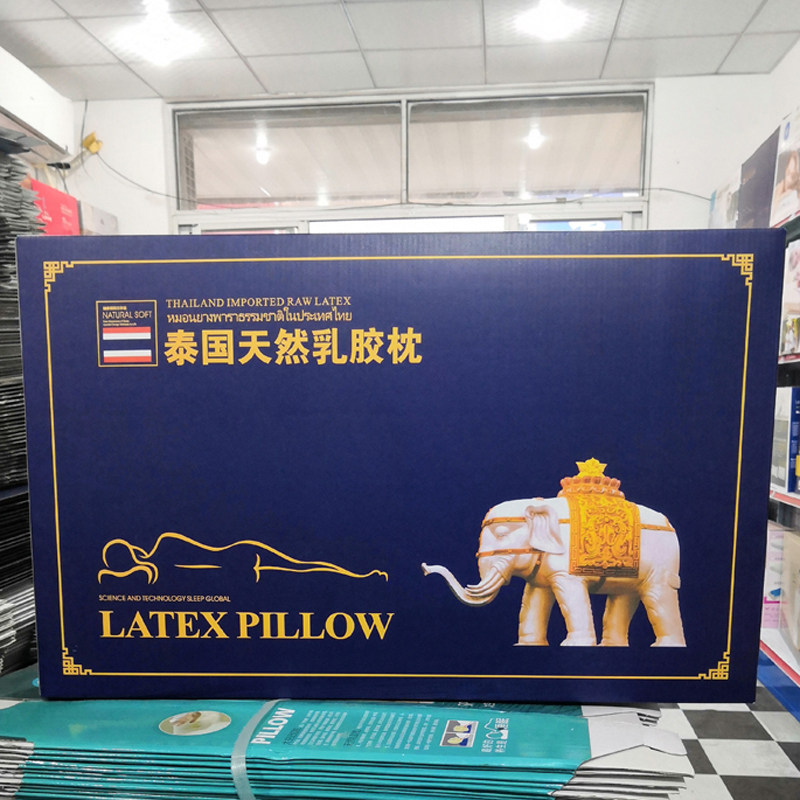 NATURAL SOFT
THAILAND IMPORTED RAW LATEX
หมอนยางพาราธรรมชาติในประเทศไทย
泰国天然乳胶枕
SCIENCE AND TECHNOLOGY SLEEP GLOBAL
LATEX PILLOW
PILLOW